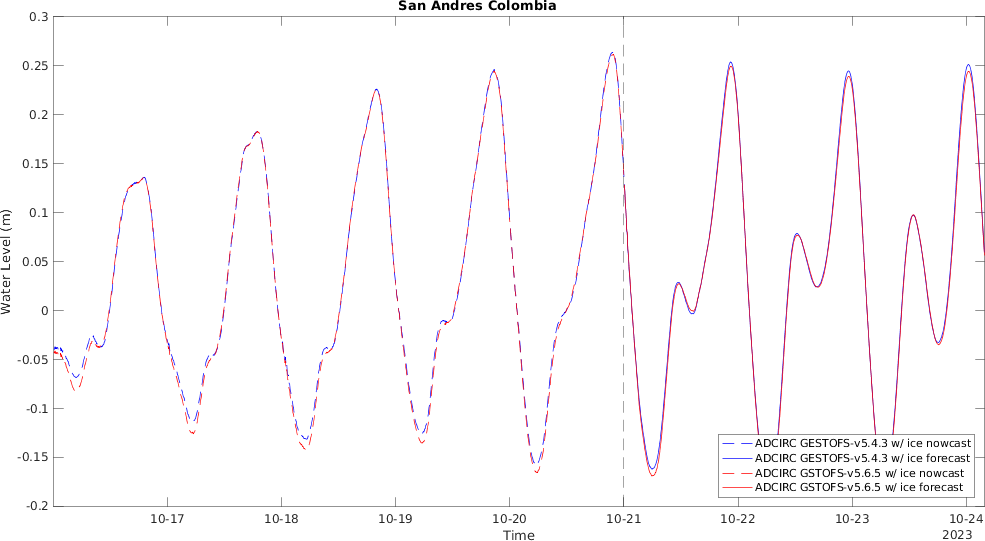 San Andres Colombia
0.3
0.25
0.2
0.15
0.1
0.05
0
-0.05
-0.1
-0.15
-0.2
Water Level (m)
ADCIRC GESTOFS-v5.4.3 w/ ice nowcast
ADCIRC GESTOFS-v5.4.3 w/ ice forecast
ADCIRC GSTOFS-v5.6.5 w/ ice nowcast
ADCIRC GSTOFS-v5.6.5 w/ ice forecast
10-17 10-18 10-19 10-20 10-21 10-22 10-23 10-24
Time 2023